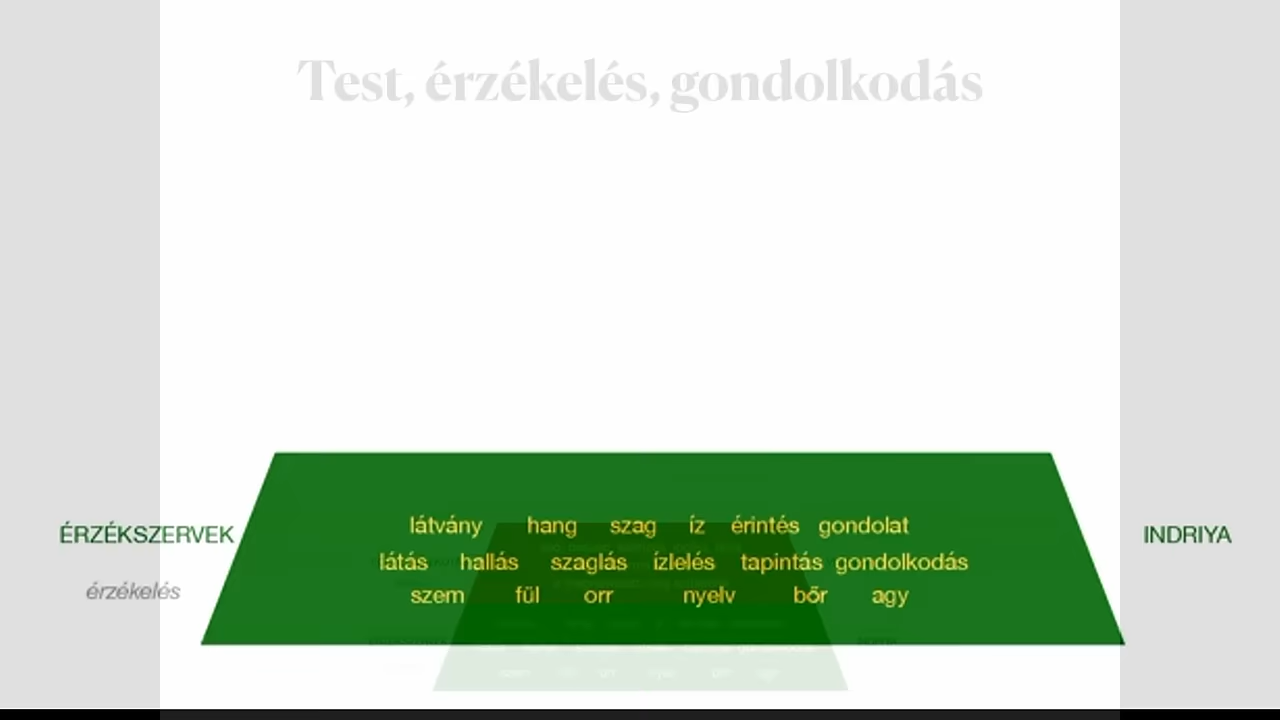 Test, érzékelés, gondolkodás
látvány hang szag íz érintés gondolat
ÉRZÉKSZERVEK
INDRIYA
látás hallás szaglás ízlelés tapintás gondolkodás
érzékelés
szem fül orr nyelv bőr agy